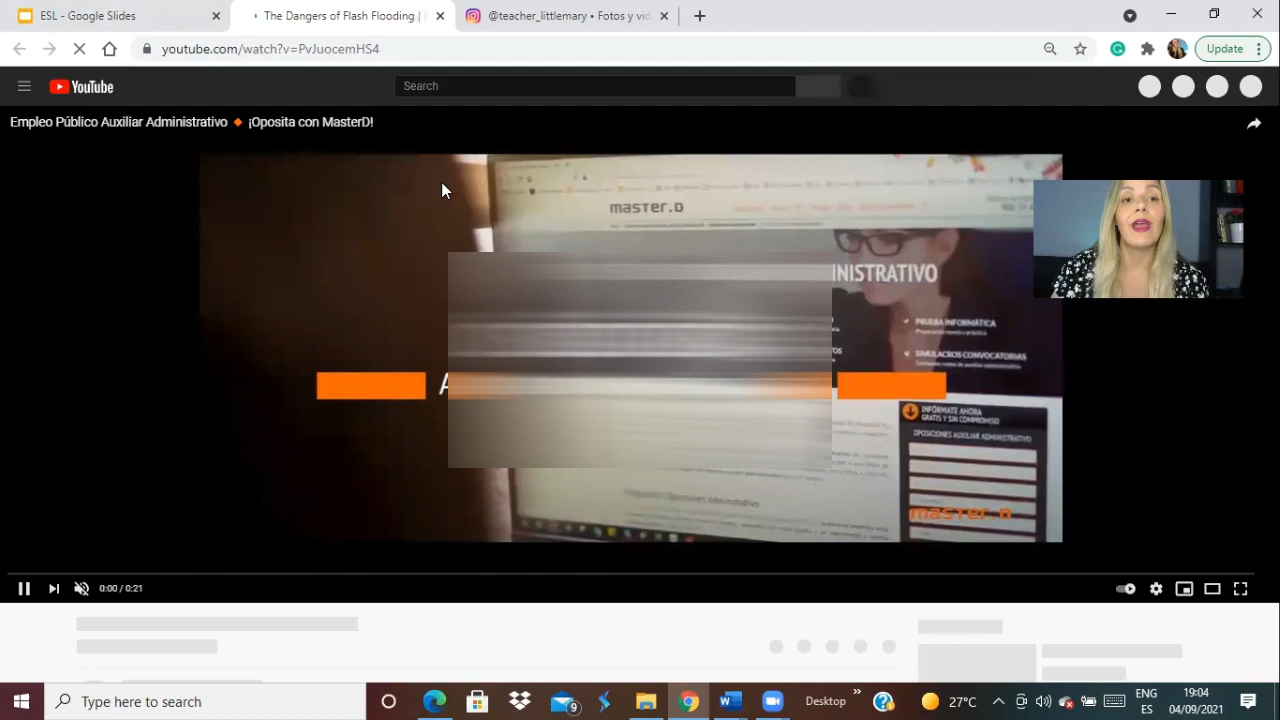 ESL - Google Slides
The Dangers of Flash Flooding.(
@teacher_littlemary • Fotos y vid
youtube.com/watch?v=PvJuocemHS4
Update
YouTube
Search
Empleo Público Auxiliar Administrativo ◆ ¡Oposita con MasterD!
master.D
NISTRATIVO
PRUEBA INFORMÁTICA
SIMULACROS CONVOCATORIAS
A
INFÓRMATE AHORA
GRATIS Y SIN COMPROMISO
OPOSICIONES AUXILIAR ADMINISTRATIVO
master.D
0:00 / 0:21
Type here to search
9
Desktop
27°C
ENG
ES
19:04
04/09/2021